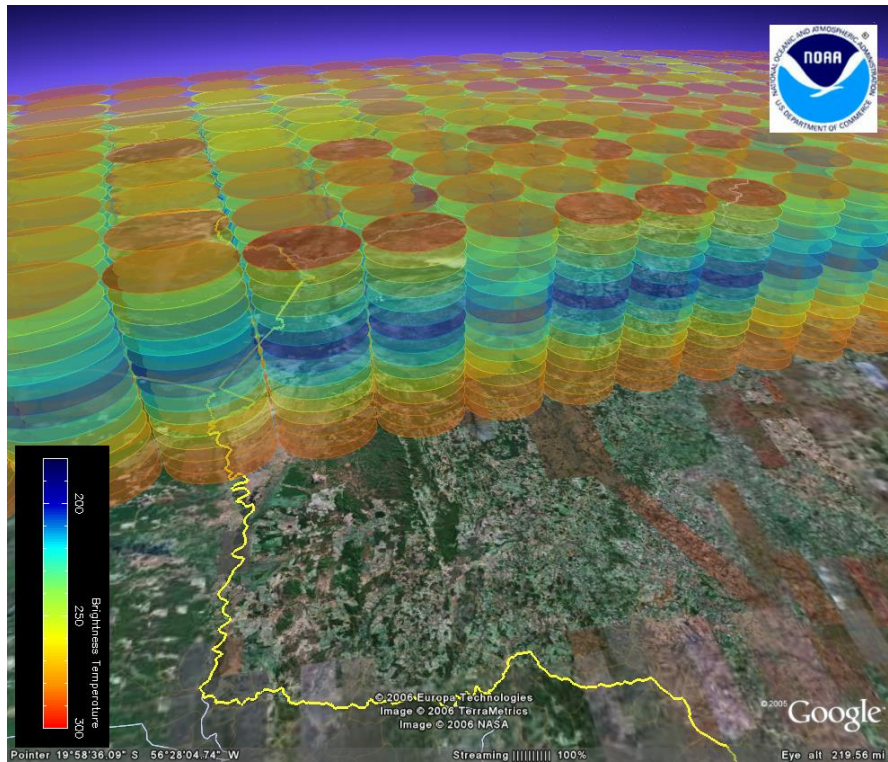 NATIONAL OCEANIC AND ATMOSPHERIC ADMINISTRATION
®
NOAA
U.S. DEPARTMENT OF COMMERCE
200
250
300
Brightness Temperature
© 2006 Europa Technologies
Image © 2006 TerraMetrics
Image © 2006 NASA
© 2005 Google™
Pointer 19°58'36.09" S 56°28'04.74" W
Streaming |||||||||| 100%
Eye alt 219.56 mi